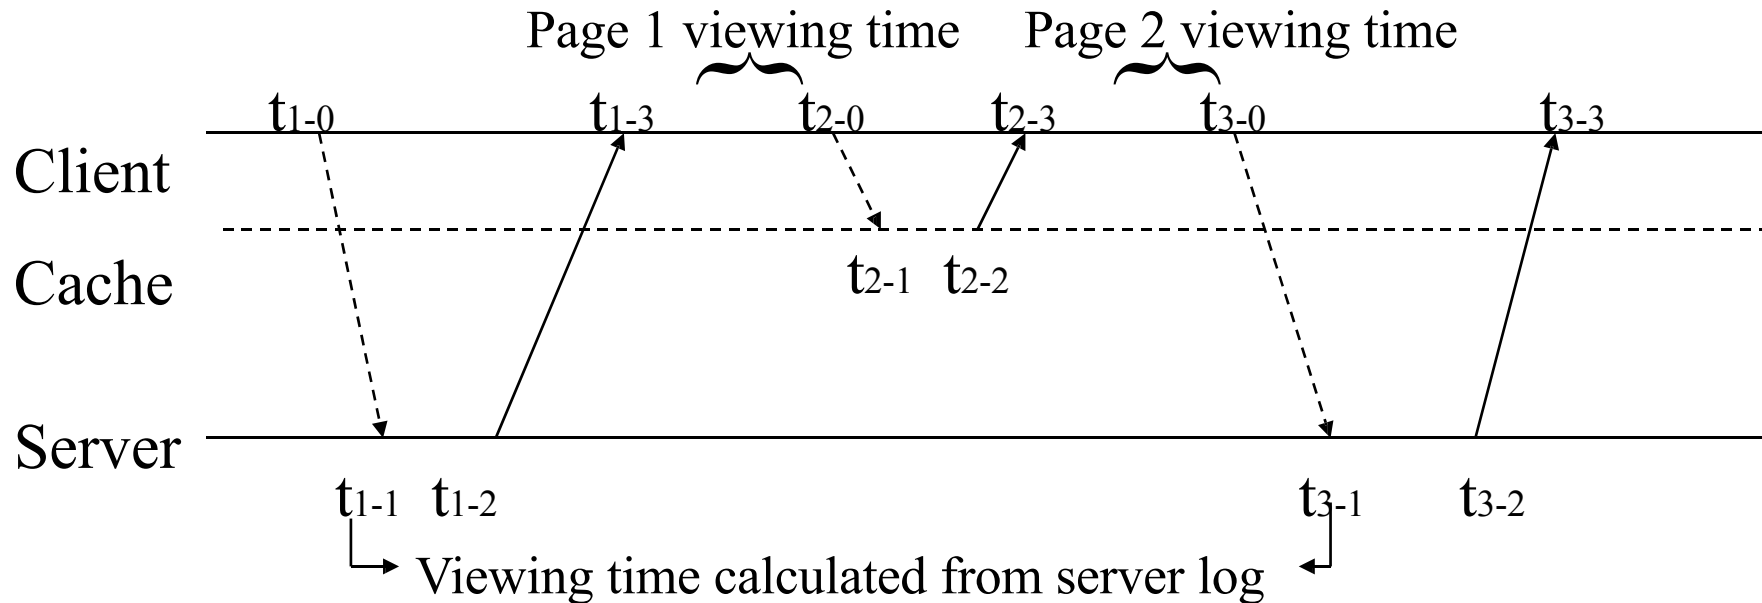 Page 1 viewing time Page 2 viewing time
t1-0 t1-3 t2-0 t2-3 t3-0 t3-3
Client
Cache
t2-1 t2-2
Server
t1-1 t1-2 t3-1 t3-2
Viewing time calculated from server log